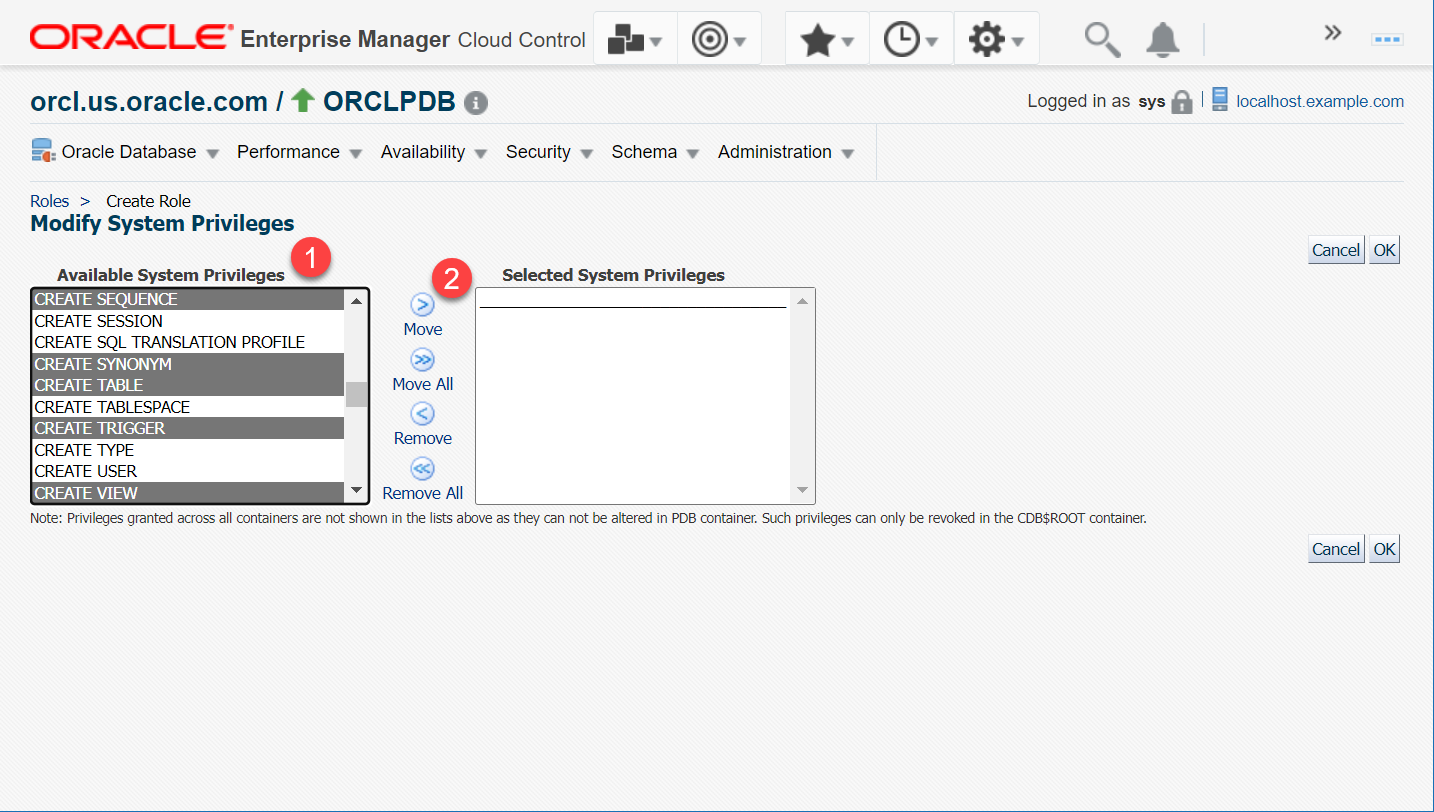 ORACLE® Enterprise Manager Cloud Control
orcl.us.oracle.com / ORCLPDB i
Logged in as sys localhost.example.com
Oracle Database Performance Availability Security Schema Administration
Roles > Create Role
Modify System Privileges
Cancel OK
1
2
Available System Privileges
Selected System Privileges
CREATE SEQUENCE
CREATE SESSION
CREATE SQL TRANSLATION PROFILE
CREATE SYNONYM
CREATE TABLE
CREATE TABLESPACE
CREATE TRIGGER
CREATE TYPE
CREATE USER
CREATE VIEW
Move
Move All
Remove
Remove All
Note: Privileges granted across all containers are not shown in the lists above as they can not be altered in PDB container. Such privileges can only be revoked in the CDB$ROOT container.
Cancel OK